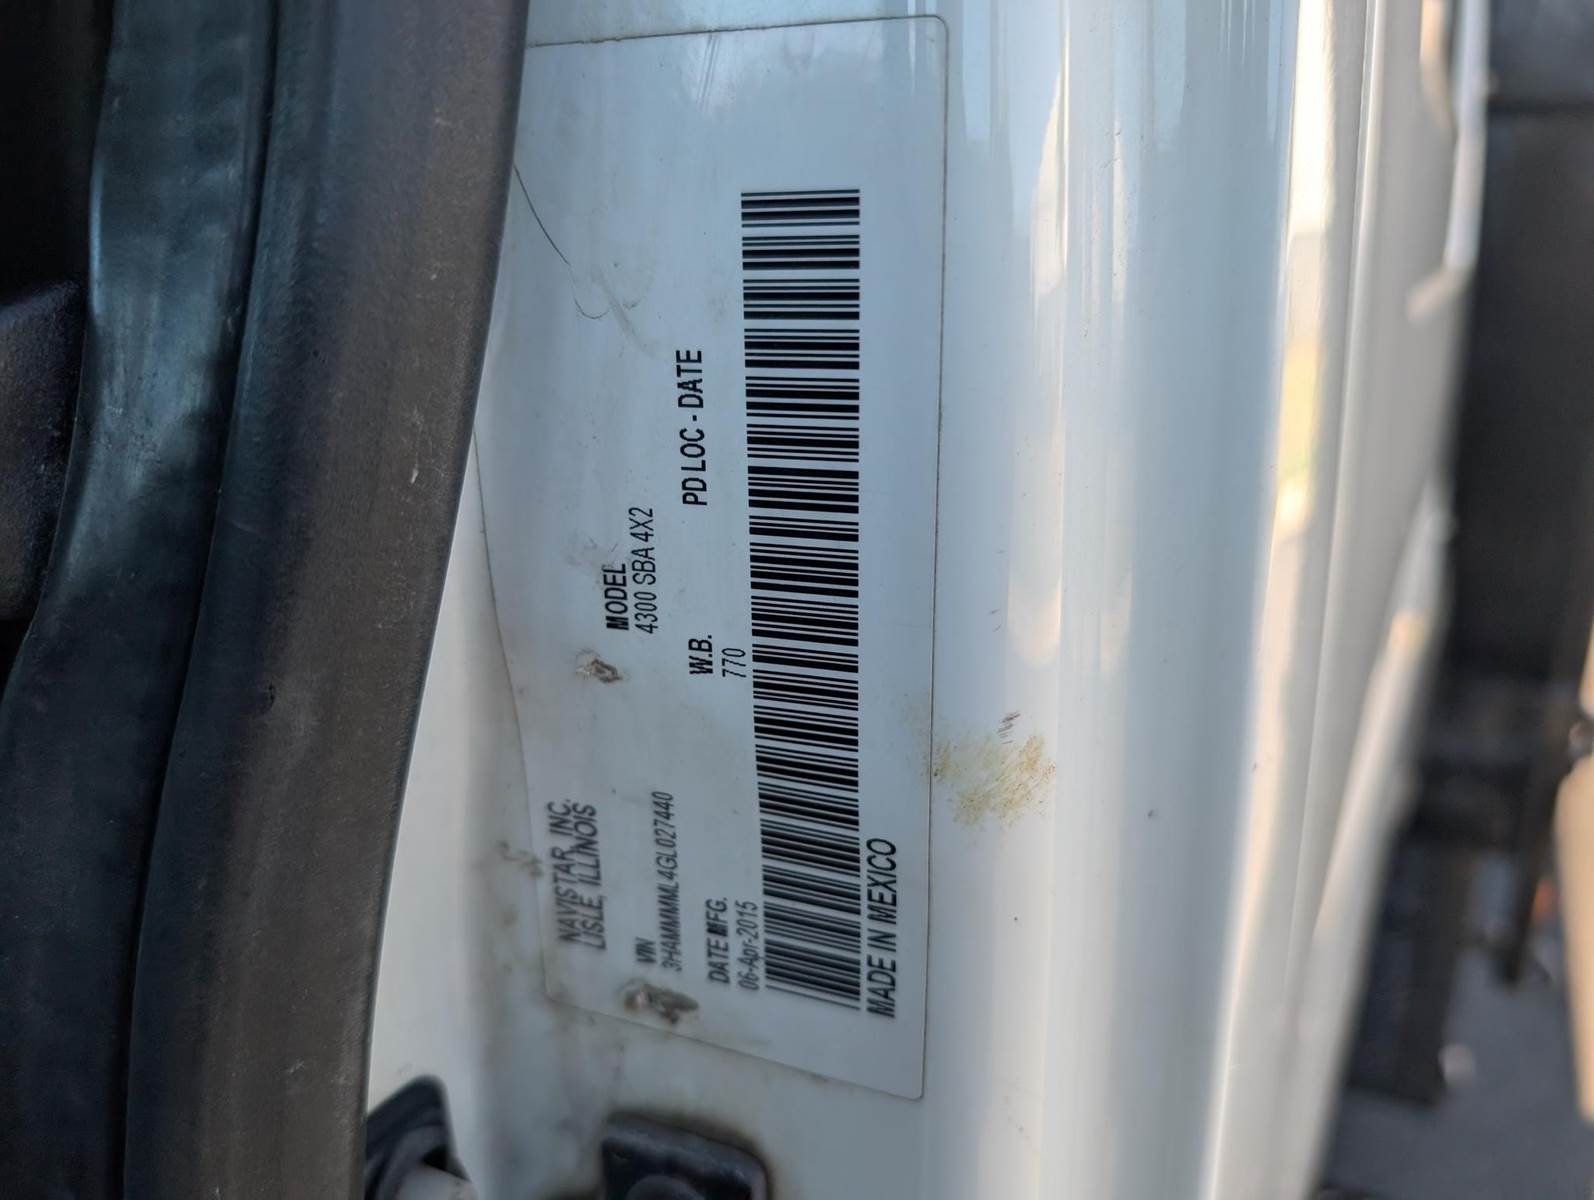 NAVISTAR, INC.
LISLE, ILLINOIS
MODEL
4300 SBA 4X2
VIN
3HAMMMML4GL027440
W.B.
770
PD LOC - DATE
DATE MFG.
06-Apr-2015
MADE IN MEXICO